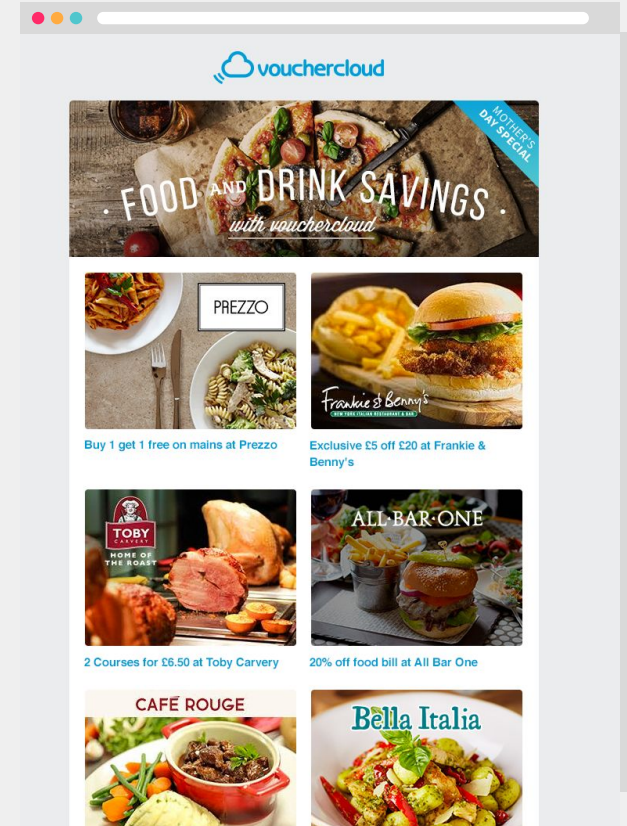 vouchercloud
MOTHER'S
DAY SPECIAL
· FOOD AND DRINK SAVINGS ·
with vouchercloud
PREZZO
Frankie & Benny's
NEW YORK ITALIAN RESTAURANT & BAR
Buy 1 get 1 free on mains at Prezzo
Exclusive £5 off £20 at Frankie &
Benny's
TOBY
CARVERY
HOME OF
THE ROAST
ALL·BAR·ONE
2 Courses for £6.50 at Toby Carvery
20% off food bill at All Bar One
CAFÉ ROUGE
Bella Italia